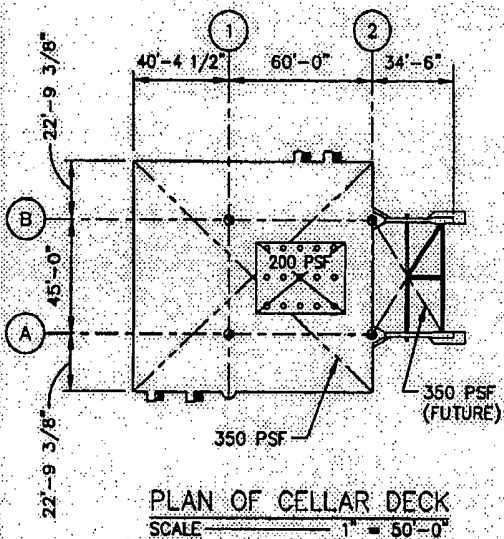 1
2
40'-4 1/2"
60'-0"
34'-6"
22'-9 3/8"
B
200 PSF
45'-0"
A
350 PSF
(FUTURE)
350 PSF
22'-9 3/8"
PLAN OF CELLAR DECK
SCALE 1" = 50'-0"